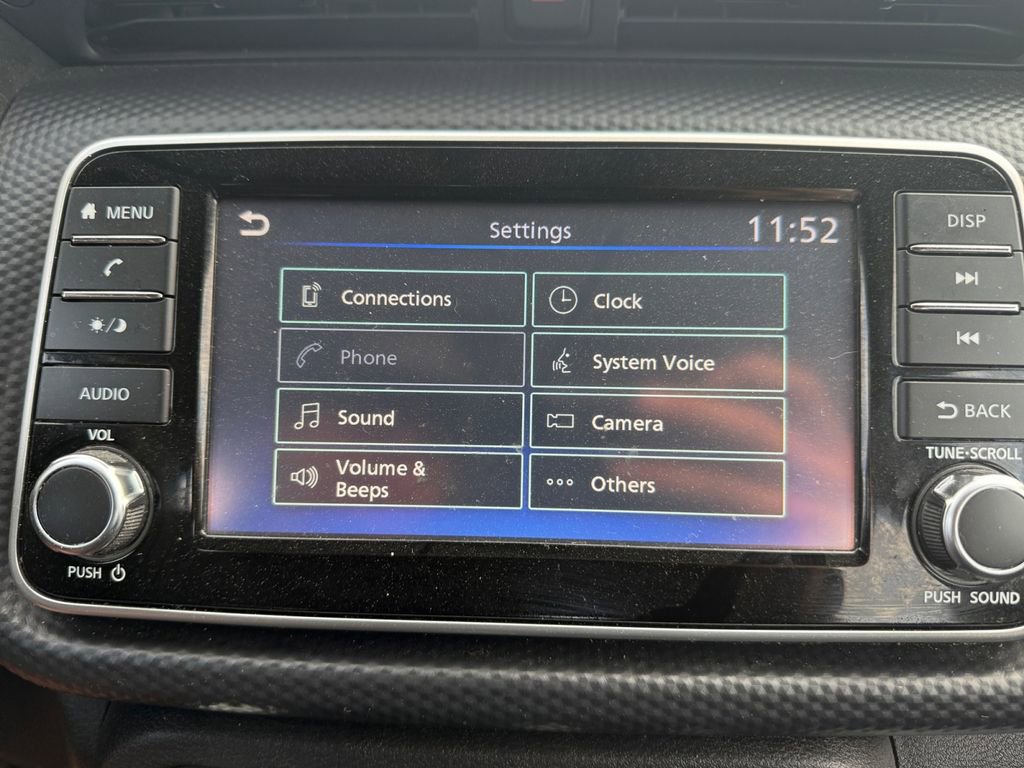 MENU
AUDIO
VOL
PUSH
Settings
11:52
Connections
Clock
Phone
System Voice
Sound
Camera
Volume &
Beeps
Others
DISP
BACK
TUNE·SCROLL
PUSH SOUND